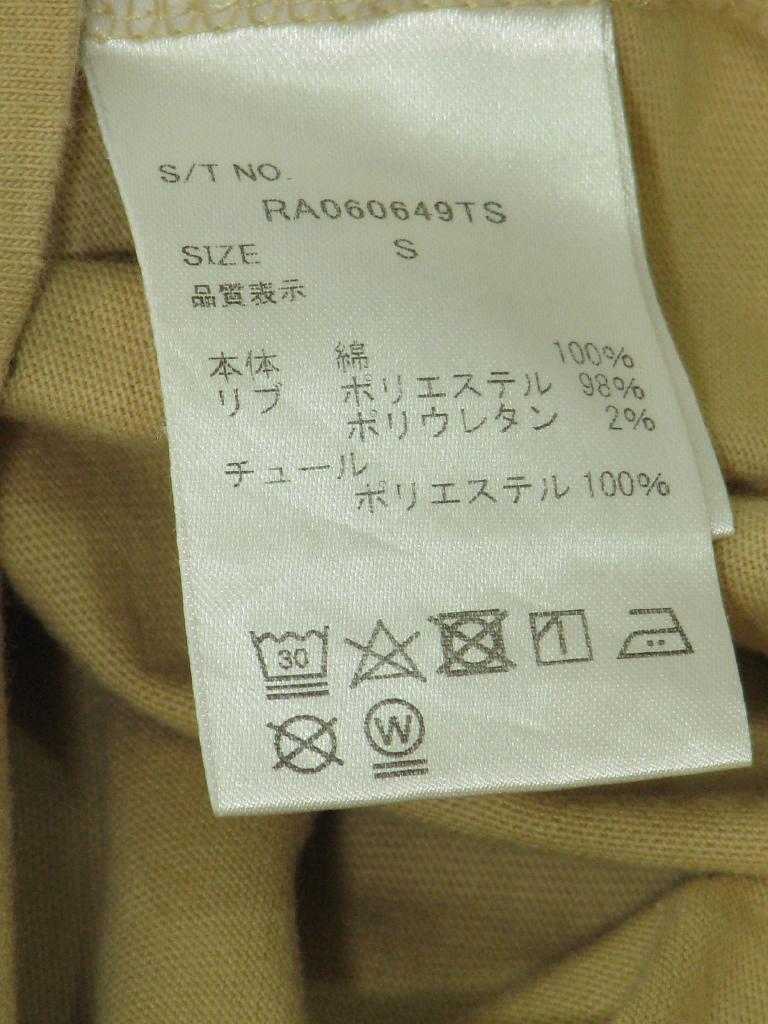 S/T NO.
RA060649TS
SIZE S
品質表示
本体 綿 100%
リブ ポリエステル 98%
ポリウレタン 2%
チュール
ポリエステル 100%
30
W